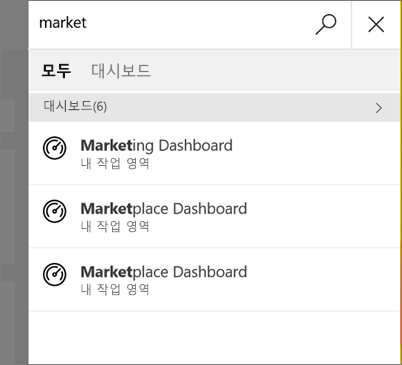 market
모두 대시보드
대시보드(6)
Marketing Dashboard
내 작업 영역
Marketplace Dashboard
내 작업 영역
Marketplace Dashboard
내 작업 영역